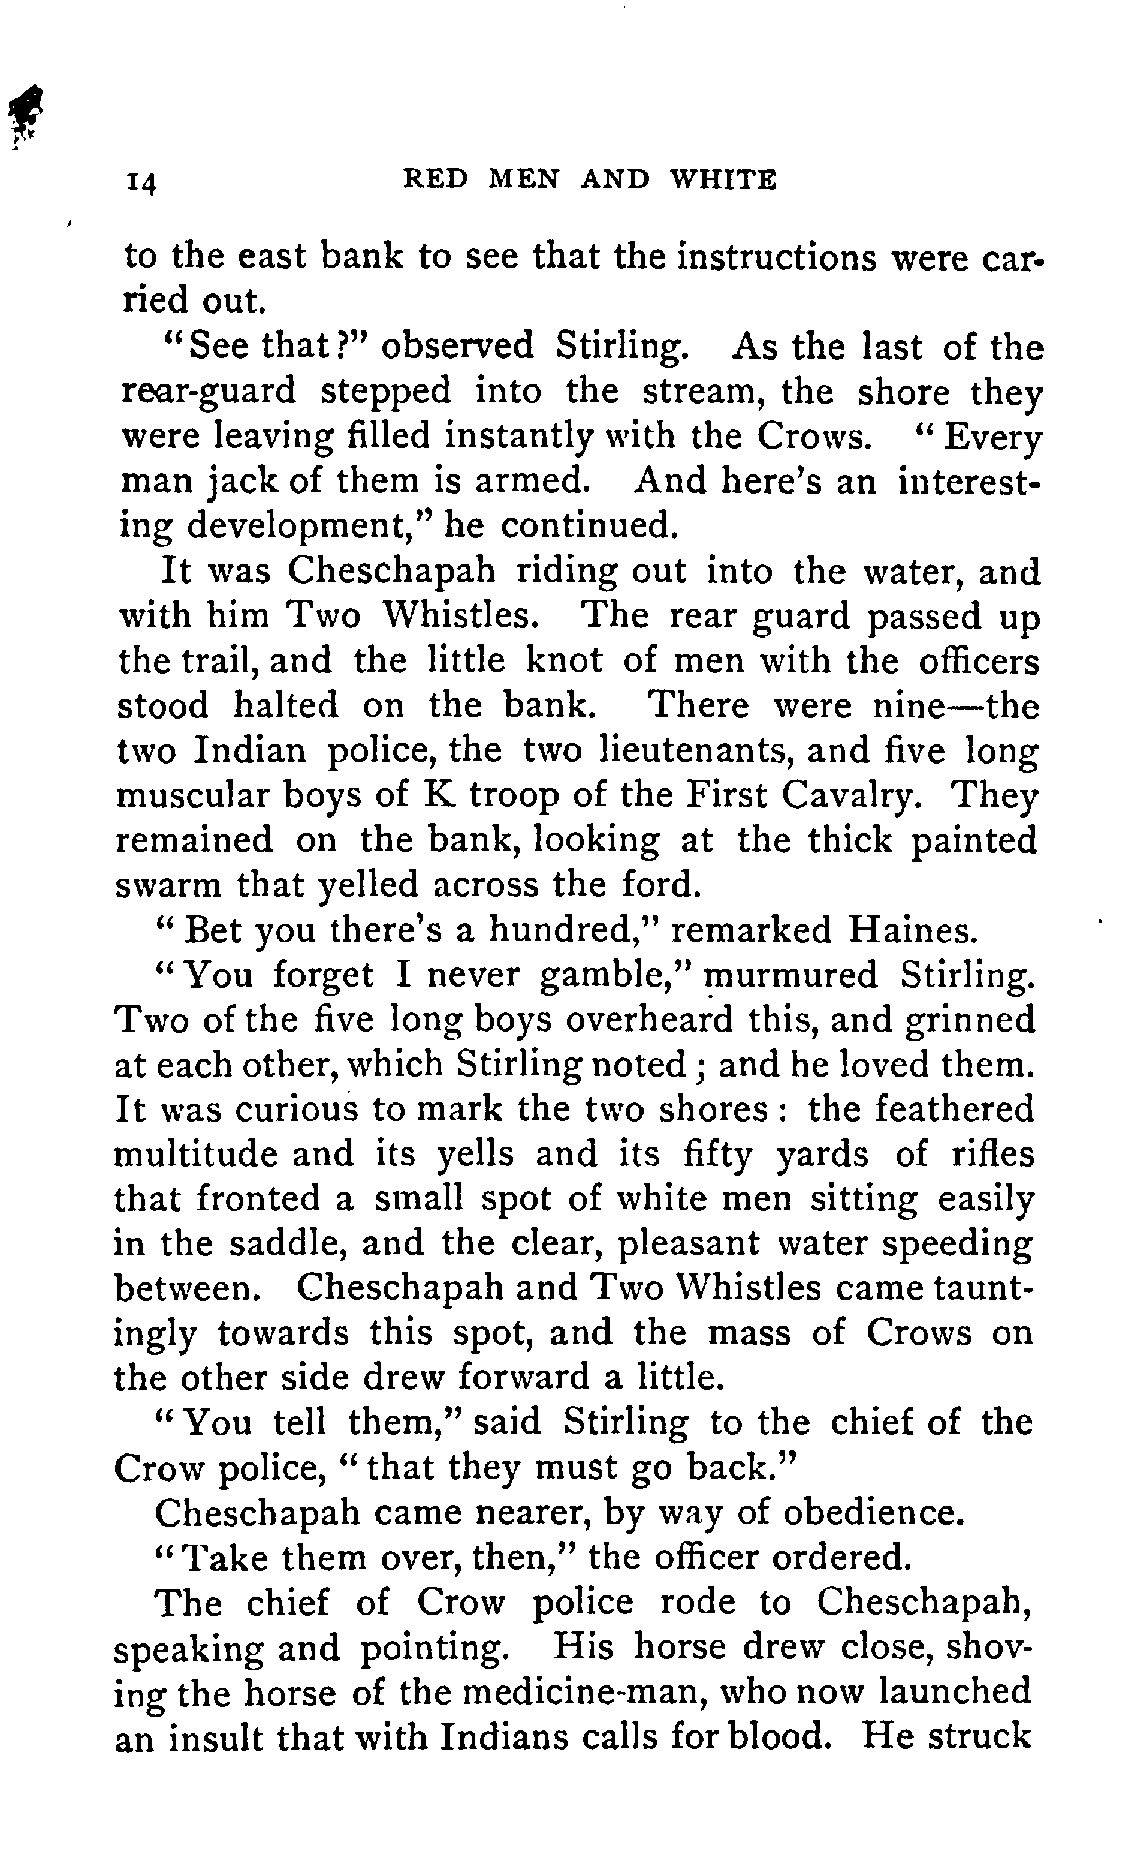 14 RED MEN AND WHITE
to the east bank to see that the instructions were car-
ried out.
"See that?" observed Stirling. As the last of the
rear-guard stepped into the stream, the shore they
were leaving filled instantly with the Crows. "Every
man jack of them is armed. And here's an interest-
ing development," he continued.
It was Cheschapah riding out into the water, and
with him Two Whistles. The rear guard passed up
the trail, and the little knot of men with the officers
stood halted on the bank. There were nine—the
two Indian police, the two lieutenants, and five long
muscular boys of K troop of the First Cavalry. They
remained on the bank, looking at the thick painted
swarm that yelled across the ford.
"Bet you there's a hundred," remarked Haines.
"You forget I never gamble," murmured Stirling.
Two of the five long boys overheard this, and grinned
at each other, which Stirling noted; and he loved them.
It was curious to mark the two shores: the feathered
multitude and its yells and its fifty yards of rifles
that fronted a small spot of white men sitting easily
in the saddle, and the clear, pleasant water speeding
between. Cheschapah and Two Whistles came taunt-
ingly towards this spot, and the mass of Crows on
the other side drew forward a little.
"You tell them," said Stirling to the chief of the
Crow police, "that they must go back."
Cheschapah came nearer, by way of obedience.
"Take them over, then," the officer ordered.
The chief of Crow police rode to Cheschapah,
speaking and pointing. His horse drew close, shov-
ing the horse of the medicine-man, who now launched
an insult that with Indians calls for blood. He struck